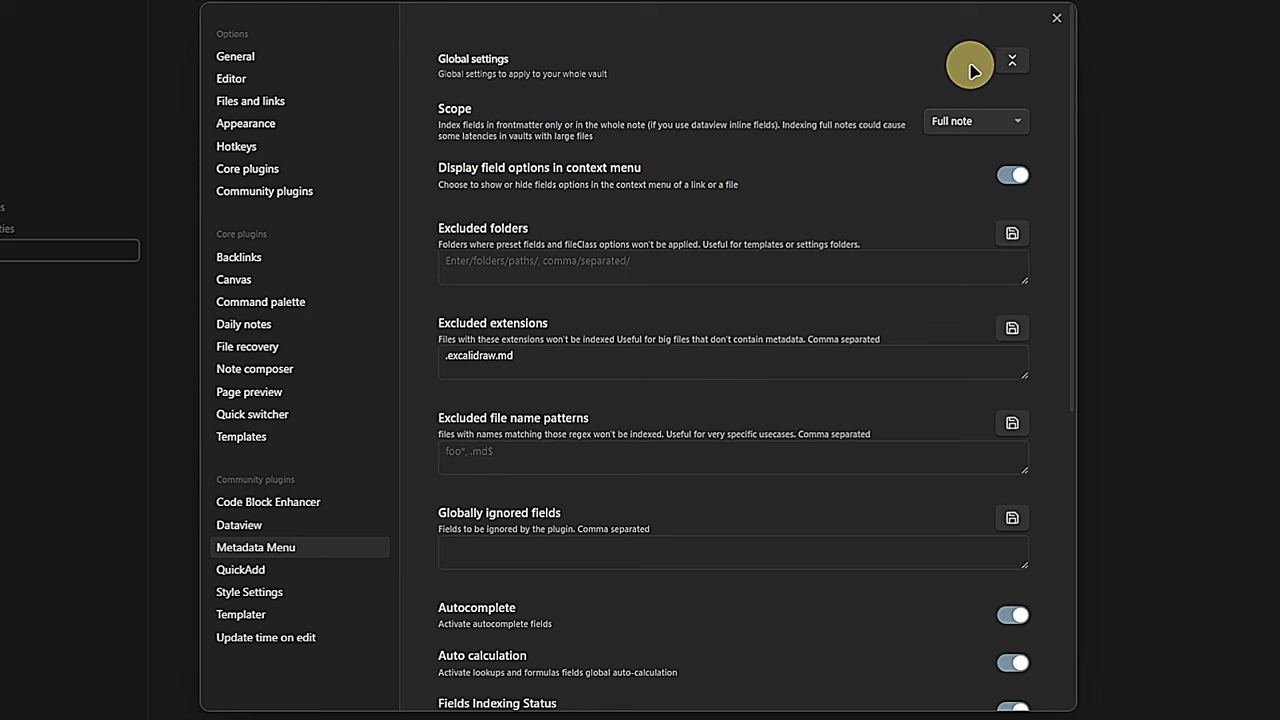 Options
General
Editor
Files and links
Appearance
Hotkeys
Core plugins
Community plugins
Core plugins
Backlinks
Canvas
Command palette
Daily notes
File recovery
Note composer
Page preview
Quick switcher
Templates
Community plugins
Code Block Enhancer
Dataview
Metadata Menu
QuickAdd
Style Settings
Templater
Update time on edit
s
ties
Global settings
Global settings to apply to your whole vault
Scope
Index fields in frontmatter only or in the whole note (if you use dataview inline fields). Indexing full notes could cause
some latencies in vaults with large files
Full note
Display field options in context menu
Choose to show or hide fields options in the context menu of a link or a file
Excluded folders
Folders where preset fields and fileClass options won't be applied. Useful for templates or settings folders.
Enter/folders/paths/, comma/separated/
Excluded extensions
Files with these extensions won't be indexed Useful for big files that don't contain metadata. Comma separated
.excalidraw.md
Excluded file name patterns
files with names matching those regex won't be indexed. Useful for very specific usecases. Comma separated
foo*, .md$
Globally ignored fields
Fields to be ignored by the plugin. Comma separated
Autocomplete
Activate autocomplete fields
Auto calculation
Activate lookups and formulas fields global auto-calculation
Fields Indexing Status